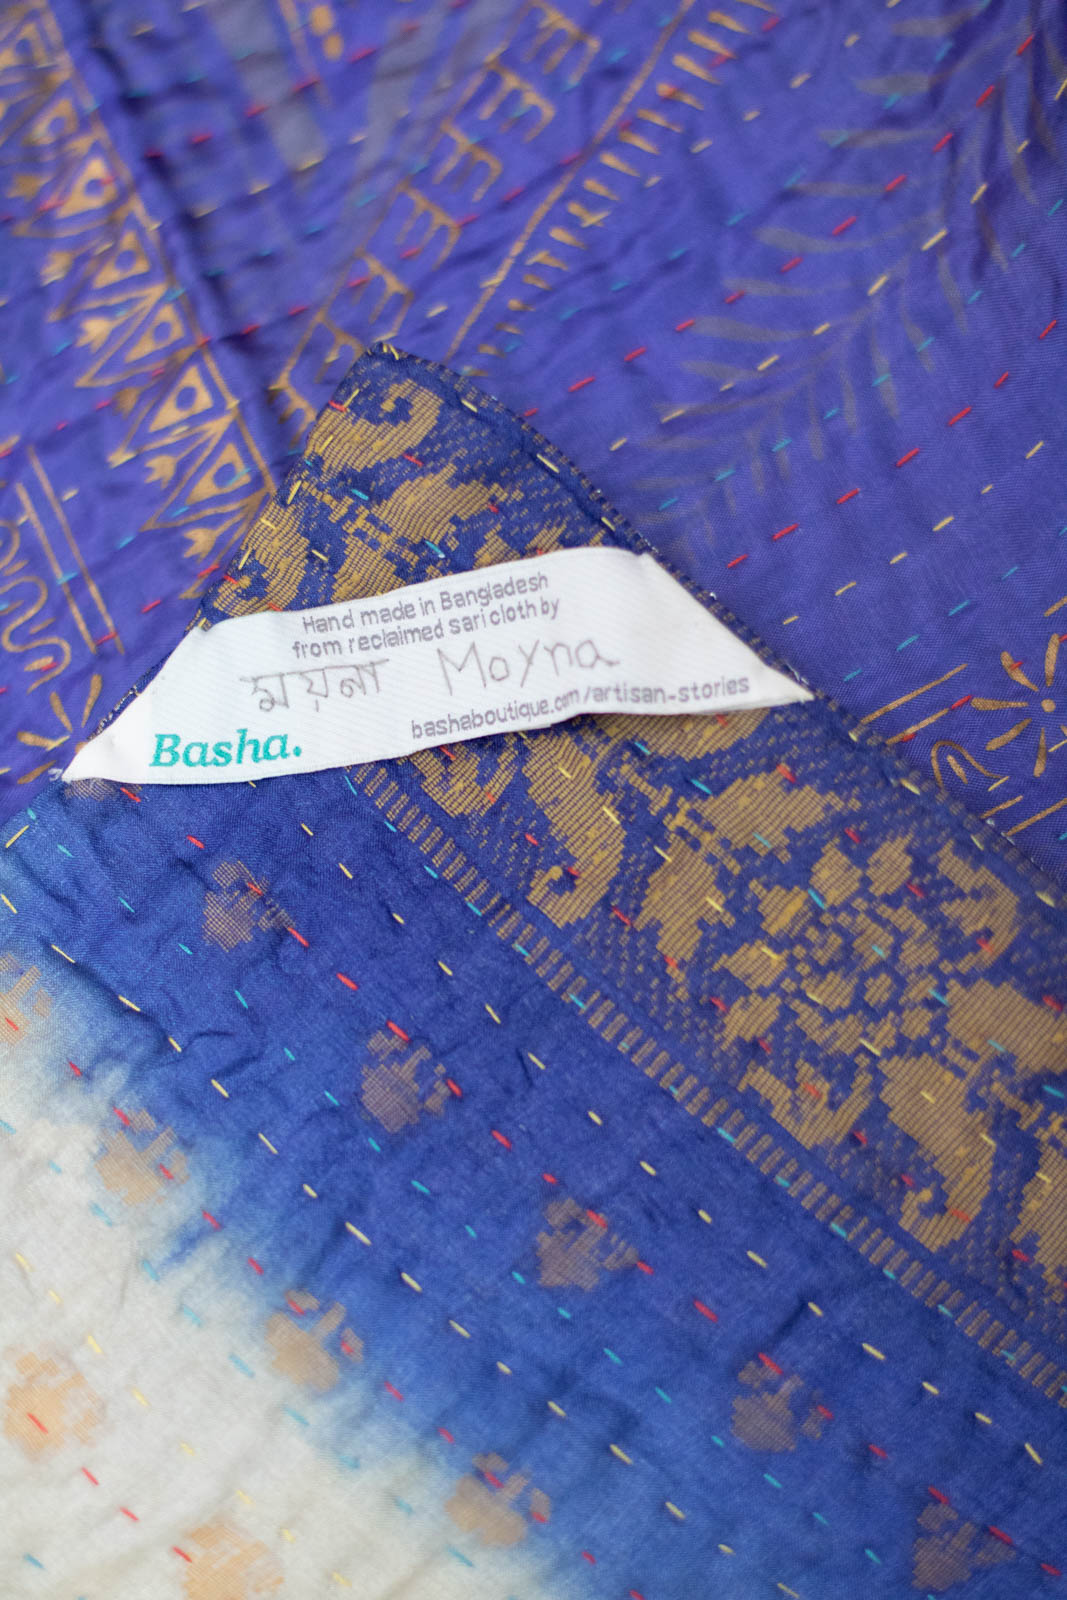 Hand made in Bangladesh
from reclaimed sari cloth by
ময়না Moyna
bashaboutique.com/artisan-stories
Basha.